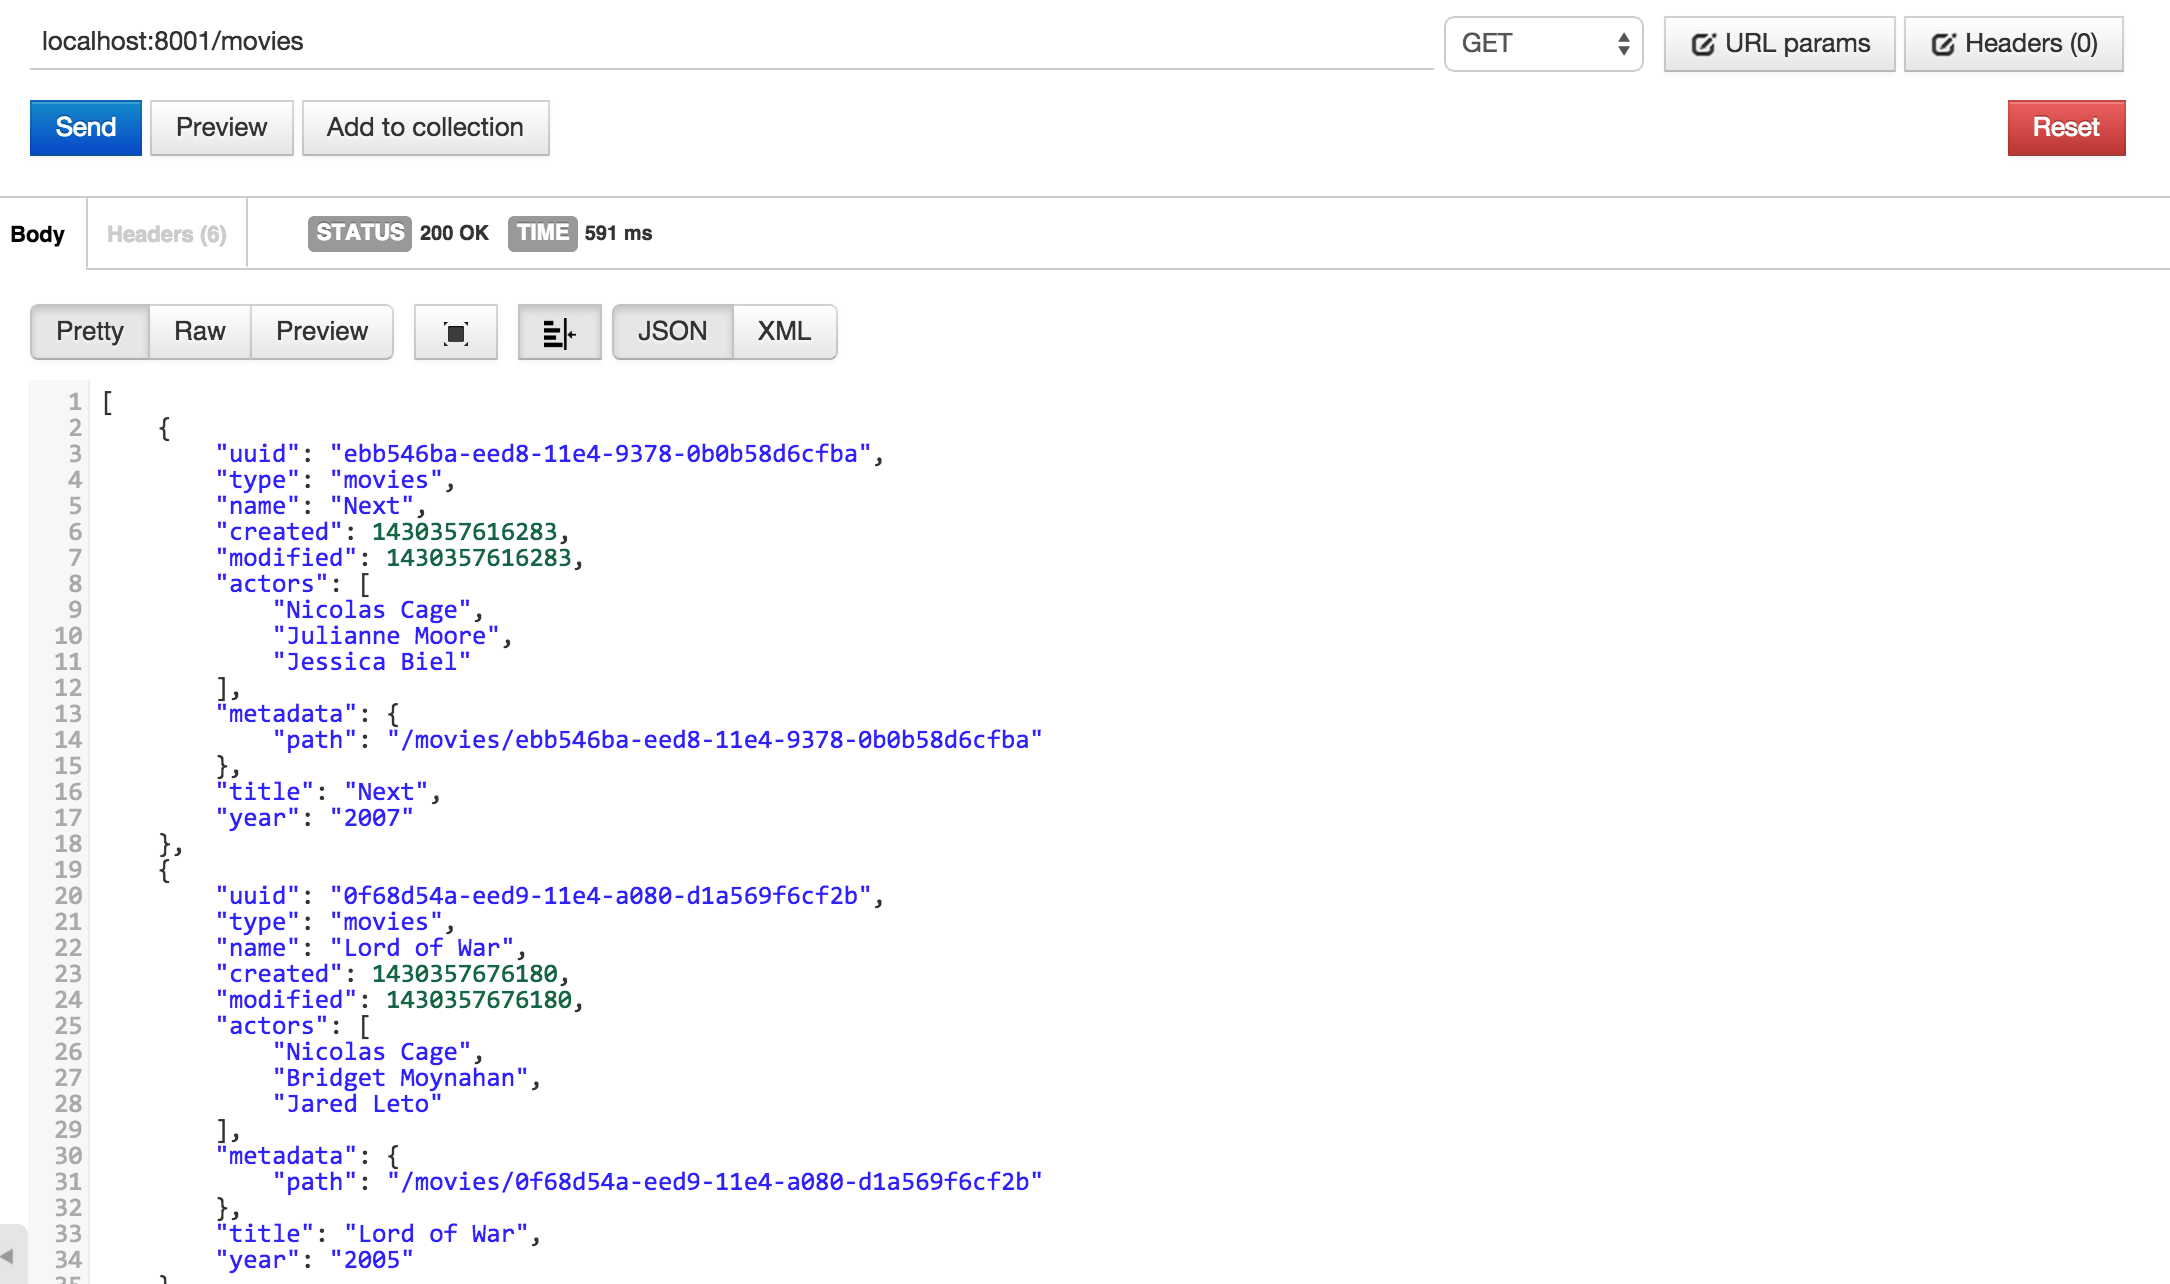 localhost:8001/movies GET URL params Headers (0)
Send Preview Add to collection Reset
Body Headers (6) STATUS 200 OK TIME 591 ms
Pretty Raw Preview JSON XML
1 [
2 {
3 "uuid": "ebb546ba-eed8-11e4-9378-0b0b58d6cfba",
4 "type": "movies",
5 "name": "Next",
6 "created": 1430357616283,
7 "modified": 1430357616283,
8 "actors": [
9 "Nicolas Cage",
10 "Julianne Moore",
11 "Jessica Biel"
12 ],
13 "metadata": {
14 "path": "/movies/ebb546ba-eed8-11e4-9378-0b0b58d6cfba"
15 },
16 "title": "Next",
17 "year": "2007"
18 },
19 {
20 "uuid": "0f68d54a-eed9-11e4-a080-d1a569f6cf2b",
21 "type": "movies",
22 "name": "Lord of War",
23 "created": 1430357676180,
24 "modified": 1430357676180,
25 "actors": [
26 "Nicolas Cage",
27 "Bridget Moynahan",
28 "Jared Leto"
29 ],
30 "metadata": {
31 "path": "/movies/0f68d54a-eed9-11e4-a080-d1a569f6cf2b"
32 },
33 "title": "Lord of War",
34 "year": "2005"